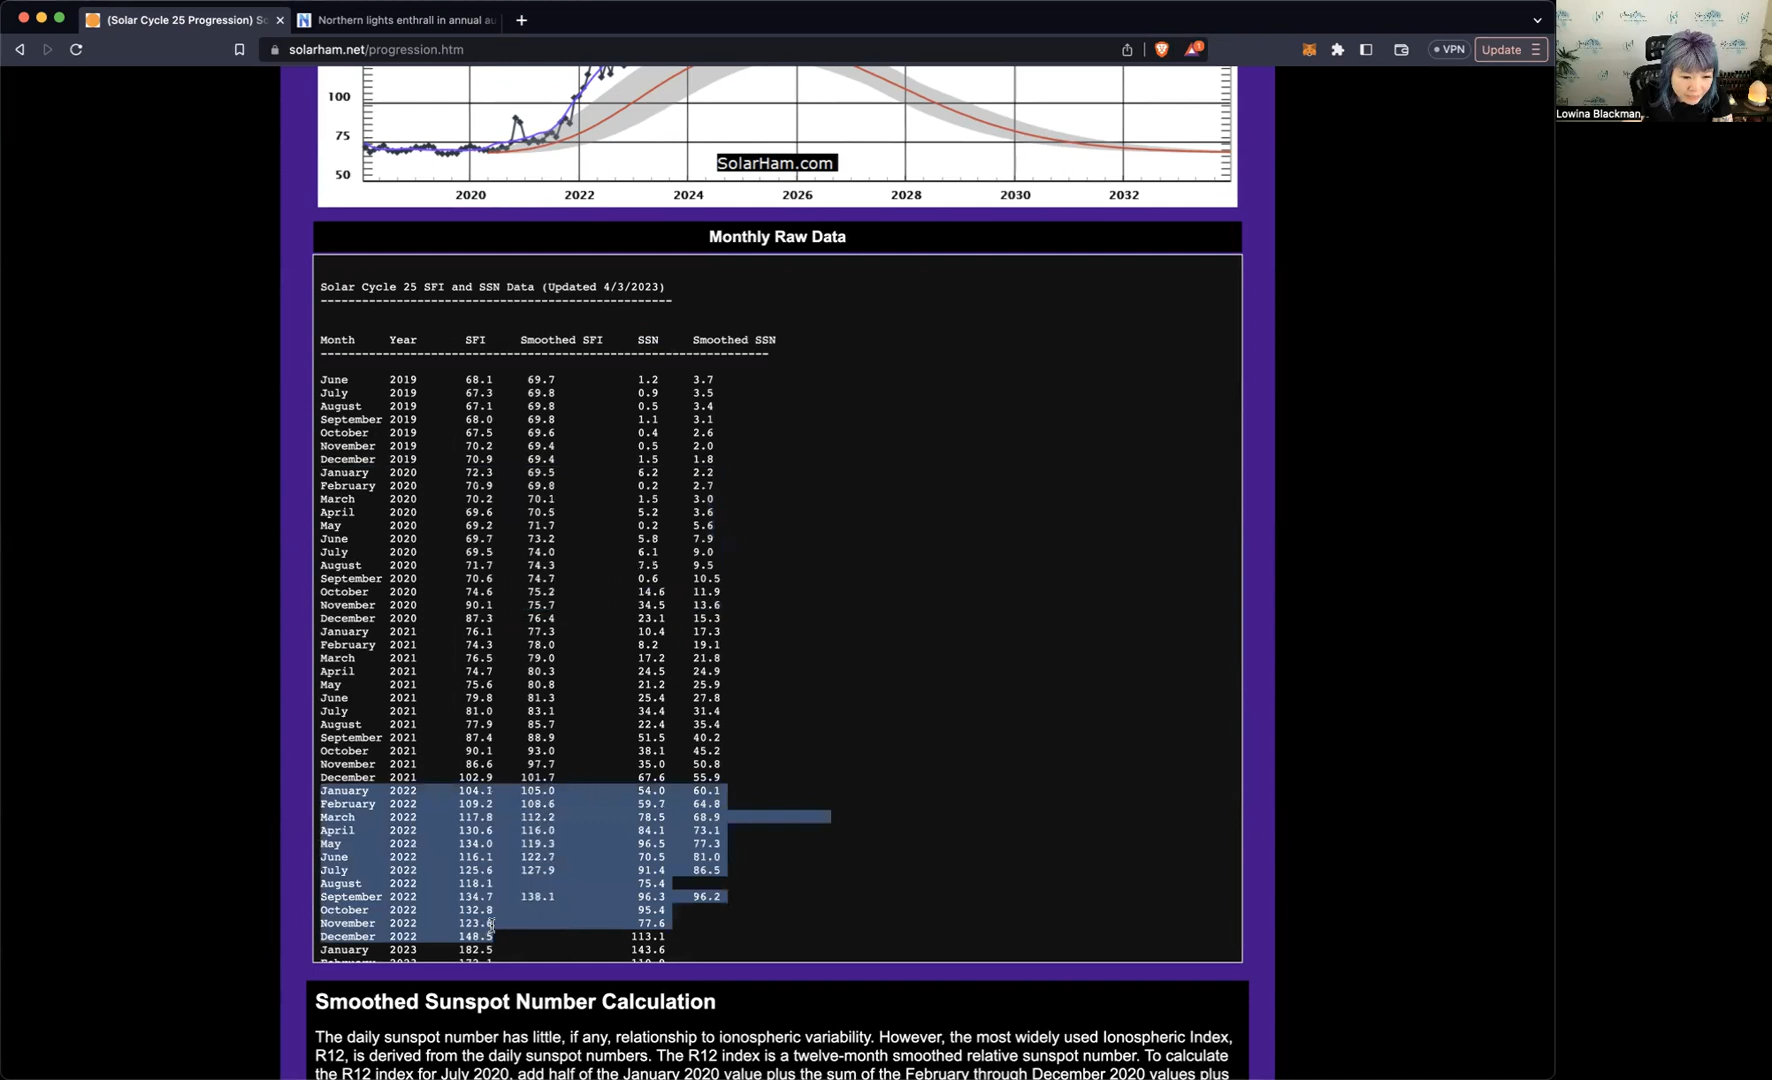 (Solar Cycle 25 Progression) So
Northern lights enthrall in annual au
solarham.net/progression.htm
1
VPN
Update
Lowina Blackman,
100
75
50
SolarHam.com
2020 2022 2024 2026 2028 2030 2032
Monthly Raw Data
Solar Cycle 25 SFI and SSN Data (Updated 4/3/2023)
Month Year SFI Smoothed SFI SSN Smoothed SSN
June 2019 68.1 69.7 1.2 3.7
July 2019 67.3 69.8 0.9 3.5
August 2019 67.1 69.8 0.5 3.4
September 2019 68.0 69.8 1.1 3.1
October 2019 67.5 69.6 0.4 2.6
November 2019 70.2 69.4 0.5 2.0
December 2019 70.9 69.4 1.5 1.8
January 2020 72.3 69.5 6.2 2.2
February 2020 70.9 69.8 0.2 2.7
March 2020 70.2 70.1 1.5 3.0
April 2020 69.6 70.5 5.2 3.6
May 2020 69.2 71.7 0.2 5.6
June 2020 69.7 73.2 5.8 7.9
July 2020 69.5 74.0 6.1 9.0
August 2020 71.7 74.3 7.5 9.5
September 2020 70.6 74.7 0.6 10.5
October 2020 74.6 75.2 14.6 11.9
November 2020 90.1 75.7 34.5 13.6
December 2020 87.3 76.4 23.1 15.3
January 2021 76.1 77.3 10.4 17.3
February 2021 74.3 78.0 8.2 19.1
March 2021 76.5 79.0 17.2 21.8
April 2021 74.7 80.3 24.5 24.9
May 2021 75.6 80.8 21.2 25.9
June 2021 79.8 81.3 25.4 27.8
July 2021 81.0 83.1 34.4 31.4
August 2021 77.9 85.7 22.4 35.4
September 2021 87.4 88.9 51.5 40.2
October 2021 90.1 93.0 38.1 45.2
November 2021 86.6 97.7 35.0 50.8
December 2021 102.9 101.7 67.6 55.9
January 2022 104.1 105.0 54.0 60.1
February 2022 109.2 108.6 59.7 64.8
March 2022 117.8 112.2 78.5 68.9
April 2022 130.6 116.0 84.1 73.1
May 2022 134.0 119.3 96.5 77.3
June 2022 116.1 122.7 70.5 81.0
July 2022 125.6 127.9 91.4 86.5
August 2022 118.1 75.4
September 2022 134.7 138.1 96.3 96.2
October 2022 132.8 95.4
November 2022 123.6 77.6
December 2022 148.5 113.1
January 2023 182.5 143.6
Smoothed Sunspot Number Calculation
The daily sunspot number has little, if any, relationship to ionospheric variability. However, the most widely used Ionospheric Index,
R12, is derived from the daily sunspot numbers. The R12 index is a twelve-month smoothed relative sunspot number. To calculate
the R12 index for July 2020, add half of the January 2020 value plus the sum of the February through December 2020 values plus